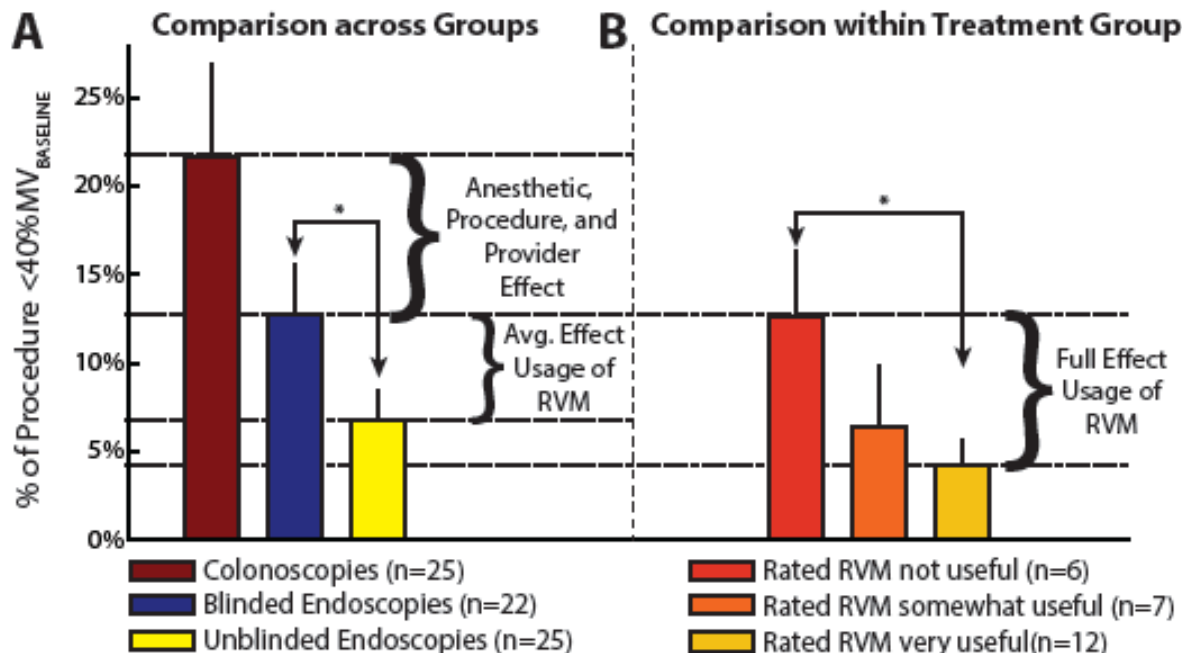 A Comparison across Groups
B Comparison within Treatment Group
% of Procedure <40%MVBASELINE
25%
20%
15%
10%
5%
0%
*
Anesthetic,
Procedure, and
Provider
Effect
Avg. Effect
Usage of
RVM
*
Full Effect
Usage of
RVM
Colonoscopies (n=25)
Blinded Endoscopies (n=22)
Unblinded Endoscopies (n=25)
Rated RVM not useful (n=6)
Rated RVM somewhat useful (n=7)
Rated RVM very useful(n=12)